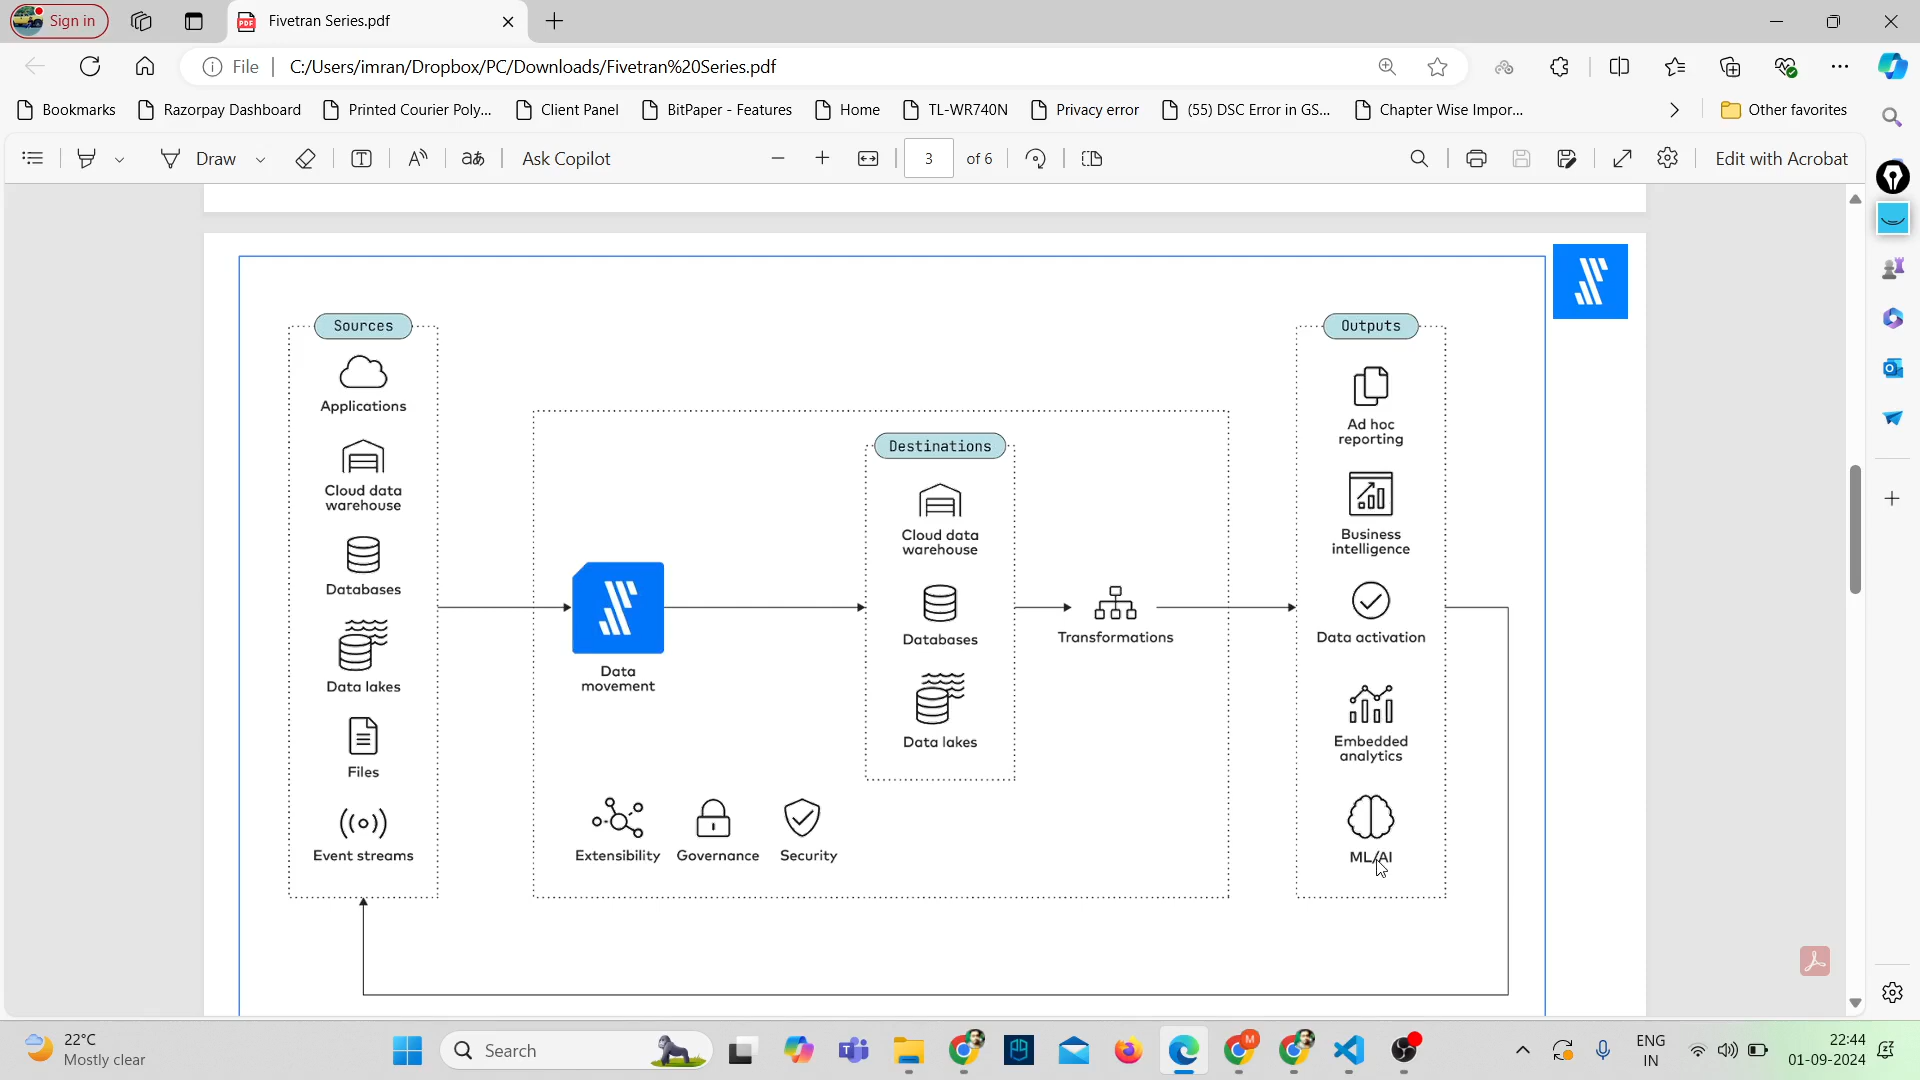 Sign in
Fivetran Series.pdf
File
C:/Users/imran/Dropbox/PC/Downloads/Fivetran%20Series.pdf
Bookmarks
Razorpay Dashboard
Printed Courier Poly...
Client Panel
BitPaper - Features
Home
TL-WR740N
Privacy error
(55) DSC Error in GS...
Chapter Wise Impor...
Other favorites
Draw
Ask Copilot
3 of 6
Edit with Acrobat
Sources
Applications
Cloud data
warehouse
Databases
Data lakes
Files
Event streams
Data
movement
Extensibility
Governance
Security
Destinations
Cloud data
warehouse
Databases
Data lakes
Transformations
Outputs
Ad hoc
reporting
Business
intelligence
Data activation
Embedded
analytics
ML/AI
22°C
Mostly clear
Search
ENG
IN
22:44
01-09-2024